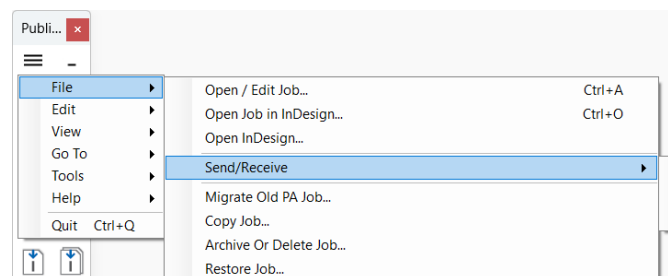 Publi...
File
Edit
View
Go To
Tools
Help
Quit Ctrl+Q
Open / Edit Job... Ctrl+A
Open Job in InDesign... Ctrl+O
Open InDesign...
Send/Receive
Migrate Old PA Job...
Copy Job...
Archive Or Delete Job...
Restore Job...